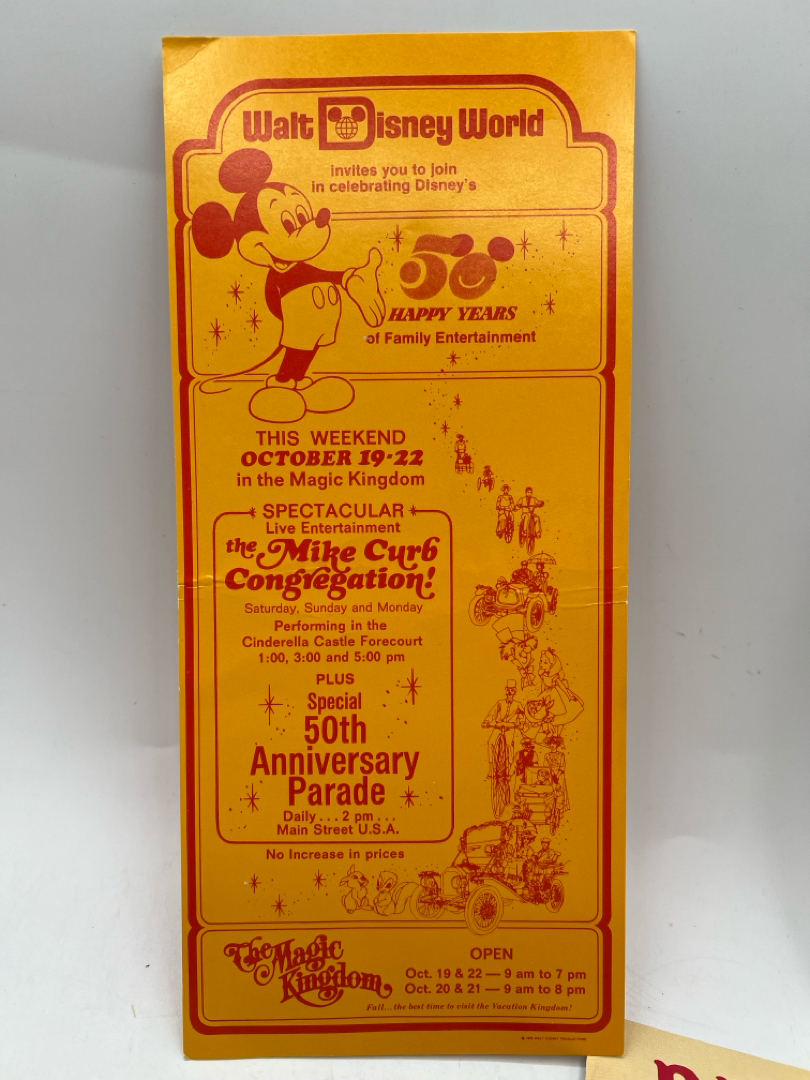 Walt Disney World
invites you to join
in celebrating Disney's
50
HAPPY YEARS
of Family Entertainment
THIS WEEKEND
OCTOBER 19-22
in the Magic Kingdom
SPECTACULAR
Live Entertainment
the Mike Curb
Congregation!
Saturday, Sunday and Monday
Performing in the
Cinderella Castle Forecourt
1:00, 3:00 and 5:00 pm
PLUS
Special
50th
Anniversary
Parade
Daily . . . 2 pm . . .
Main Street U.S.A.
No Increase in prices
The Magic
Kingdom
OPEN
Oct. 19 & 22 — 9 am to 7 pm
Oct. 20 & 21 — 9 am to 8 pm
Fall... the best time to visit the Vacation Kingdom!